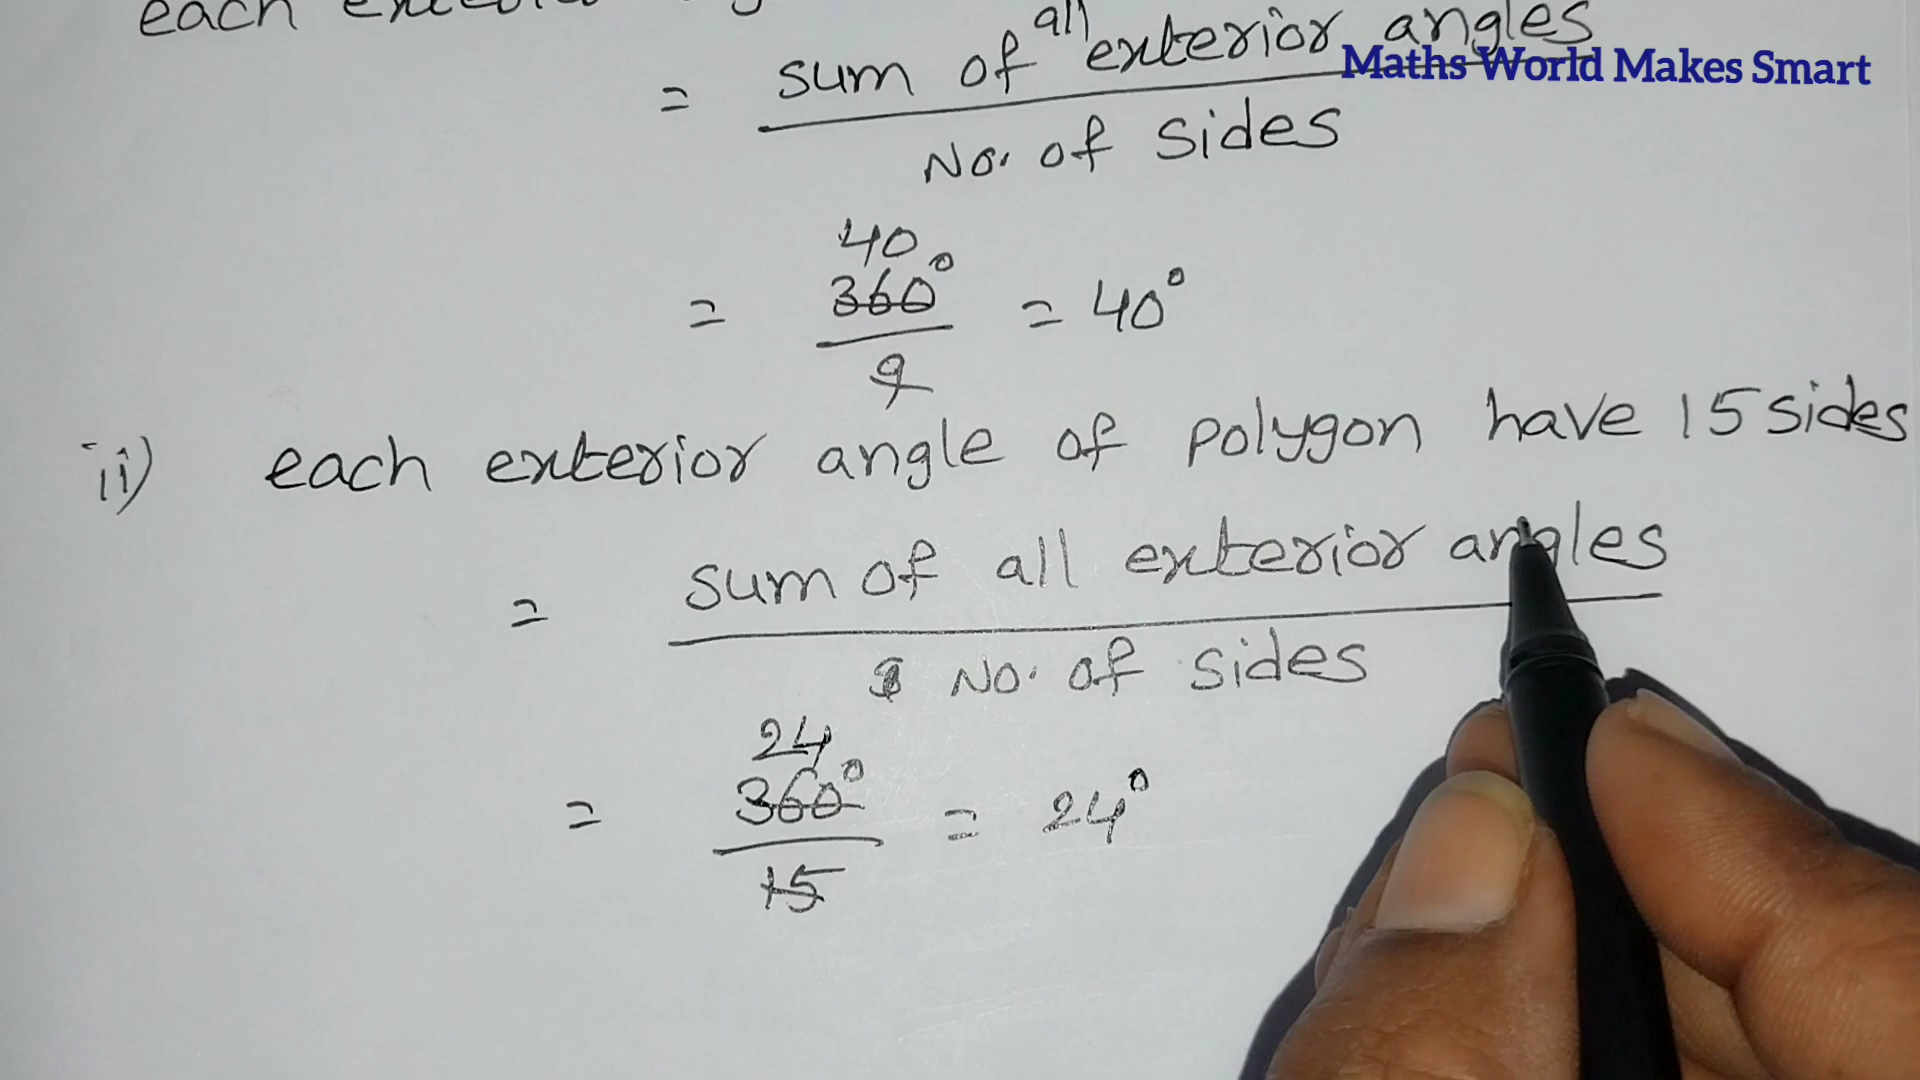 each exterior
= sum of all exterior angles
Maths World Makes Smart
No. of sides
40
= 360° = 40°
9
ii) each exterior angle of polygon have 15 sides
= sum of all exterior angles
No. of sides
24
= 360° = 24°
15